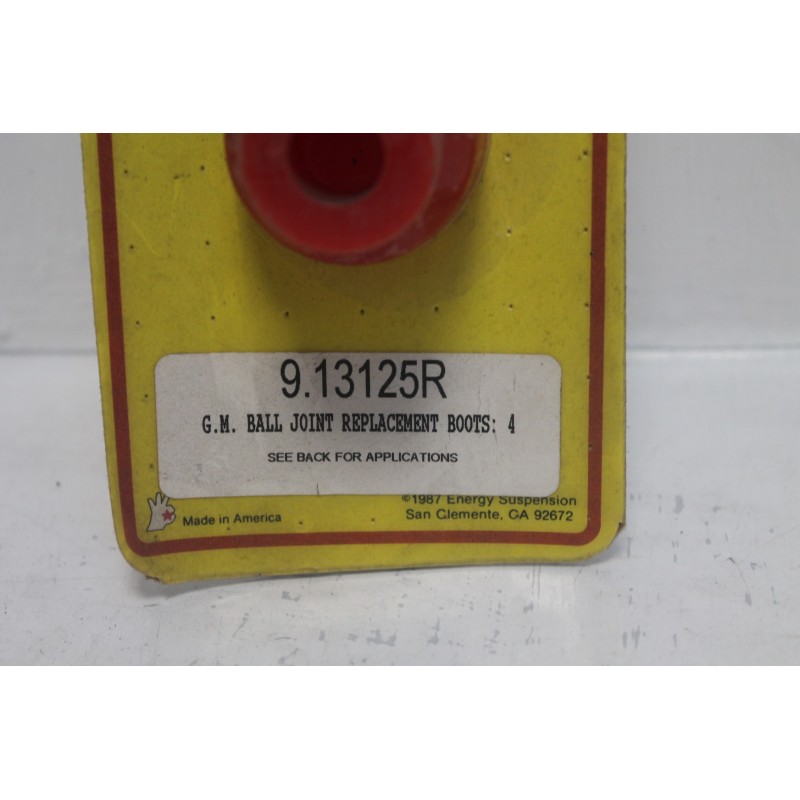 9.13125R
G.M. BALL JOINT REPLACEMENT BOOTS: 4
SEE BACK FOR APPLICATIONS
©1987 Energy Suspension
Made in America
San Clemente, CA 92672